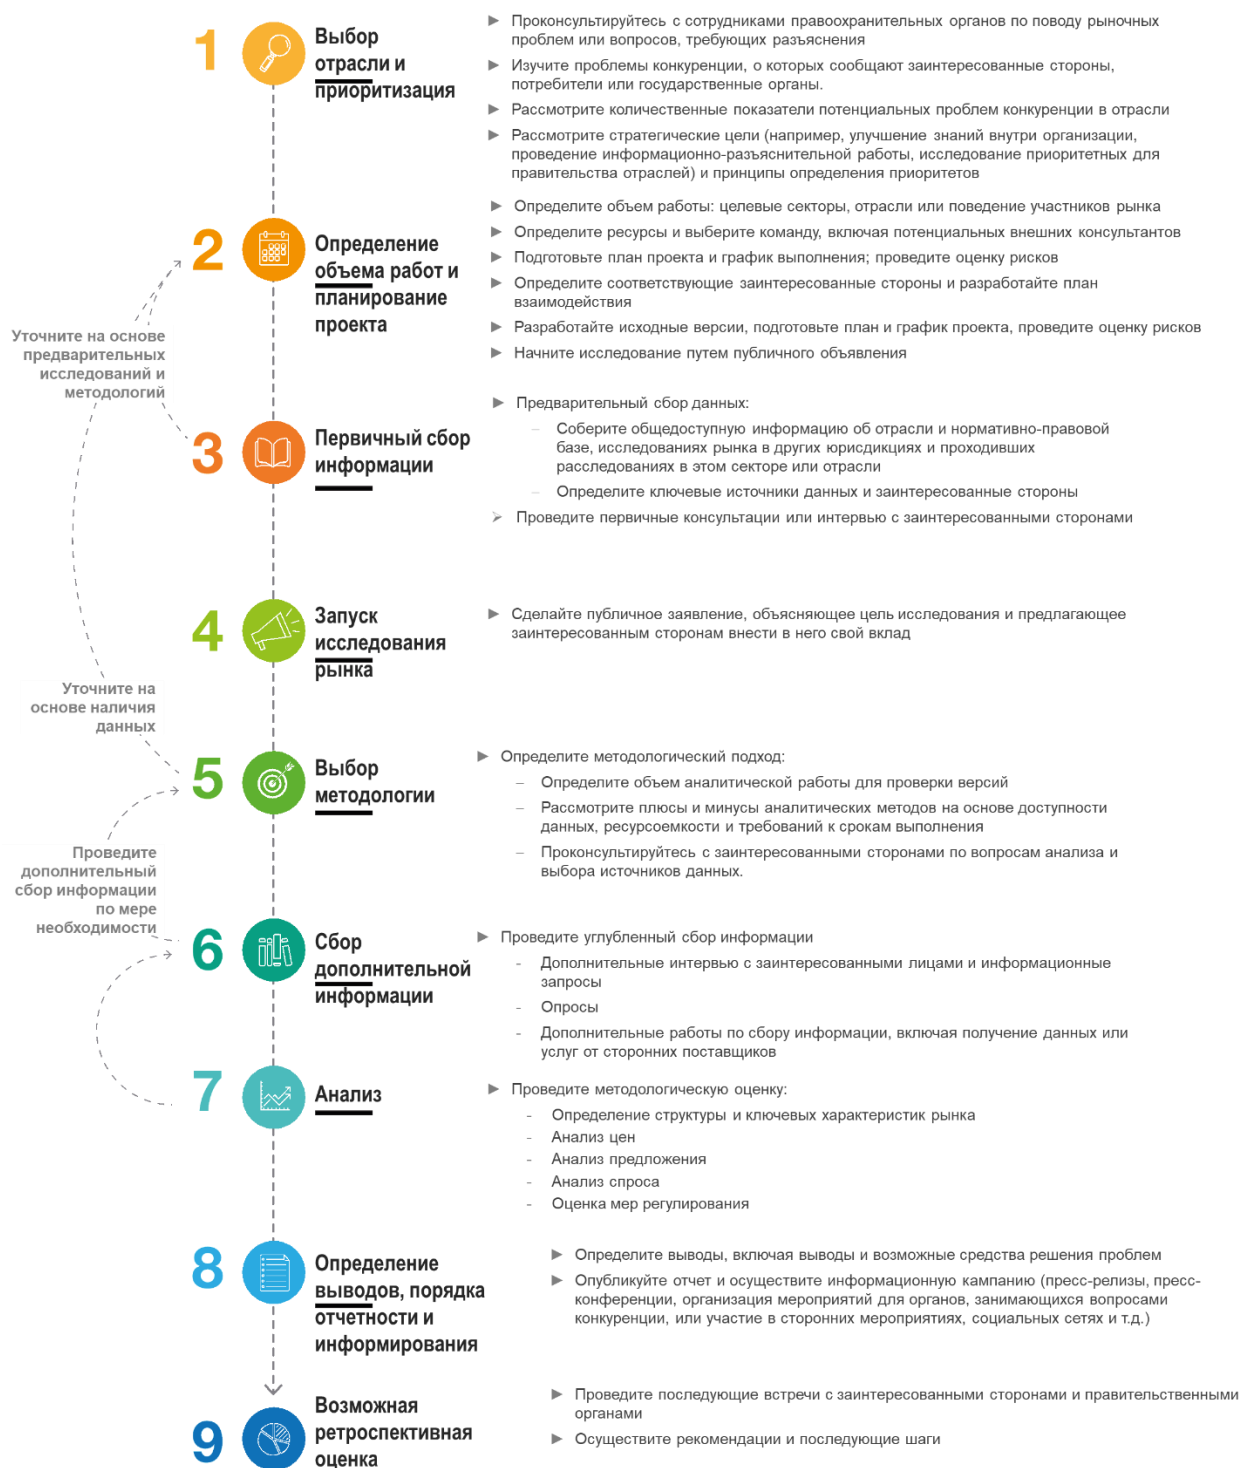 1
Выбор
отрасли и
приоритизация
► Проконсультируйтесь с сотрудниками правоохранительных органов по поводу рыночных
проблем или вопросов, требующих разъяснения
► Изучите проблемы конкуренции, о которых сообщают заинтересованные стороны,
потребители или государственные органы.
► Рассмотрите количественные показатели потенциальных проблем конкуренции в отрасли
► Рассмотрите стратегические цели (например, улучшение знаний внутри организации,
проведение информационно-разъяснительной работы, исследование приоритетных для
правительства отраслей) и принципы определения приоритетов
2
Определение
объема работ и
планирование
проекта
► Определите объем работы: целевые секторы, отрасли или поведение участников рынка
► Определите ресурсы и выберите команду, включая потенциальных внешних консультантов
► Подготовьте план проекта и график выполнения; проведите оценку рисков
► Определите соответствующие заинтересованные стороны и разработайте план
взаимодействия
► Разработайте исходные версии, подготовьте план и график проекта, проведите оценку рисков
► Начните исследование путем публичного объявления
Уточните на основе
предварительных
исследований и
методологий
3
Первичный сбор
информации
► Предварительный сбор данных:
– Соберите общедоступную информацию об отрасли и нормативно-правовой
базе, исследованиях рынка в других юрисдикциях и проходивших
расследованиях в этом секторе или отрасли
– Определите ключевые источники данных и заинтересованные стороны
➢ Проведите первичные консультации или интервью с заинтересованными сторонами
4
Запуск
исследования
рынка
► Сделайте публичное заявление, объясняющее цель исследования и предлагающее
заинтересованным сторонам внести в него свой вклад
Уточните на
основе наличия
данных
5
Выбор
методологии
► Определите методологический подход:
– Определите объем аналитической работы для проверки версий
– Рассмотрите плюсы и минусы аналитических методов на основе доступности
данных, ресурсоемкости и требований к срокам выполнения
– Проконсультируйтесь с заинтересованными сторонами по вопросам анализа и
выбора источников данных.
Проведите
дополнительный
сбор информации
по мере
необходимости
6
Сбор
дополнительной
информации
► Проведите углубленный сбор информации
- Дополнительные интервью с заинтересованными лицами и информационные
запросы
- Опросы
- Дополнительные работы по сбору информации, включая получение данных или
услуг от сторонних поставщиков
7
Анализ
► Проведите методологическую оценку:
- Определение структуры и ключевых характеристик рынка
- Анализ цен
- Анализ предложения
- Анализ спроса
- Оценка мер регулирования
8
Определение
выводов, порядка
отчетности и
информирования
► Определите выводы, включая выводы и возможные средства решения проблем
► Опубликуйте отчет и осуществите информационную кампанию (пресс-релизы, пресс-
конференции, организация мероприятий для органов, занимающихся вопросами
конкуренции, или участие в сторонних мероприятиях, социальных сетях и т.д.)
9
Возможная
ретроспективная
оценка
► Проведите последующие встречи с заинтересованными сторонами и правительственными
органами
► Осуществите рекомендации и последующие шаги